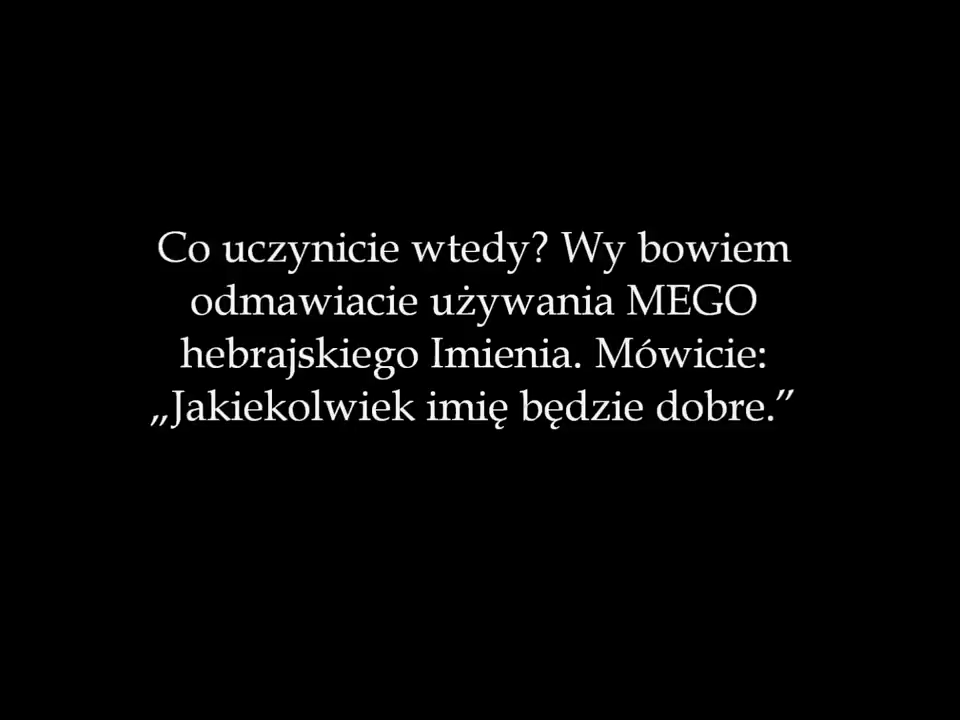 Co uczynicie wtedy? Wy bowiem
odmawiacie używania MEGO
hebrajskiego Imienia. Mówicie:
„Jakiekolwiek imię będzie dobre.”